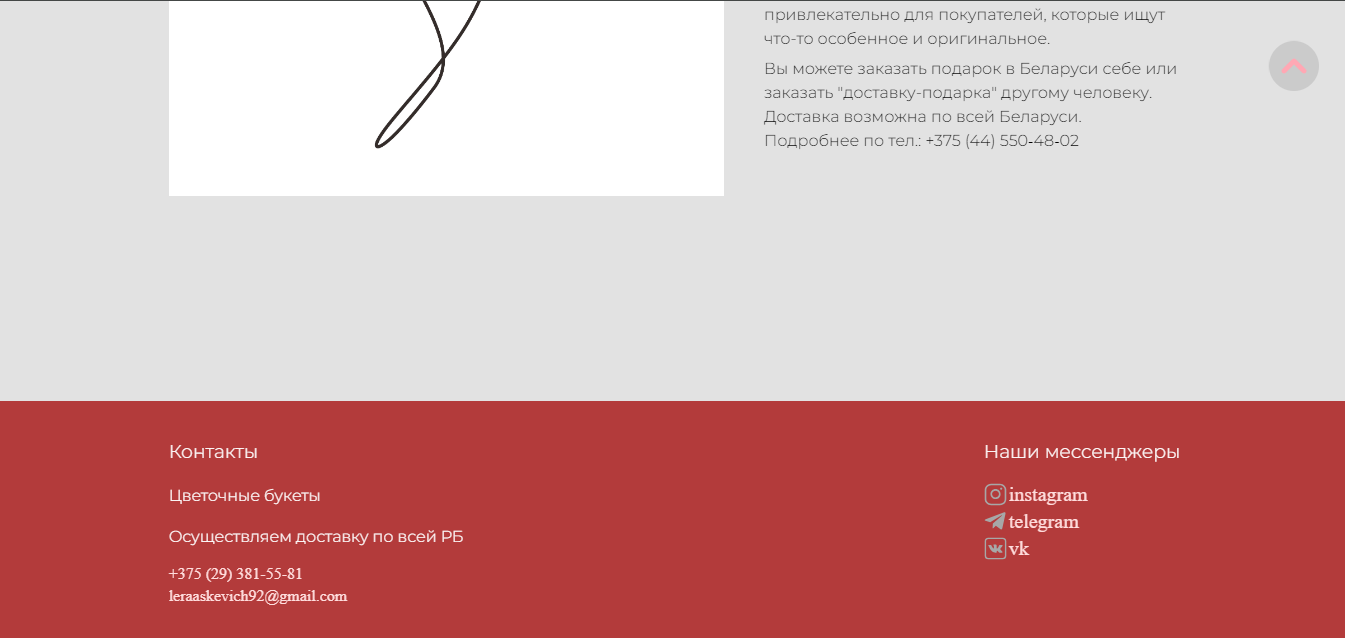 привлекательно для покупателей, которые ищут
что-то особенное и оригинальное.
Вы можете заказать подарок в Беларуси себе или
заказать "доставку-подарка" другому человеку.
Доставка возможна по всей Беларуси.
Подробнее по тел.: +375 (44) 550-48-02
Контакты
Цветочные букеты
Осуществляем доставку по всей РБ
+375 (29) 381-55-81
leraaskevich92@gmail.com
Наши мессенджеры
instagram
telegram
vk